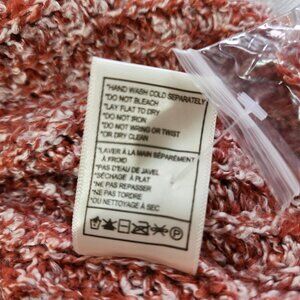 *HAND WASH COLD SEPARATELY
*DO NOT BLEACH
*LAY FLAT TO DRY
*DO NOT IRON
*DO NOT WRING OR TWIST
*OR DRY CLEAN
*LAVER À LA MAIN SÉPARÉMENT
À FROID
*PAS D'EAU DE JAVEL
*SÉCHAGE À PLAT
*NE PAS REPASSER
*NE PAS TORDRE
*OU NETTOYAGE À SEC
P